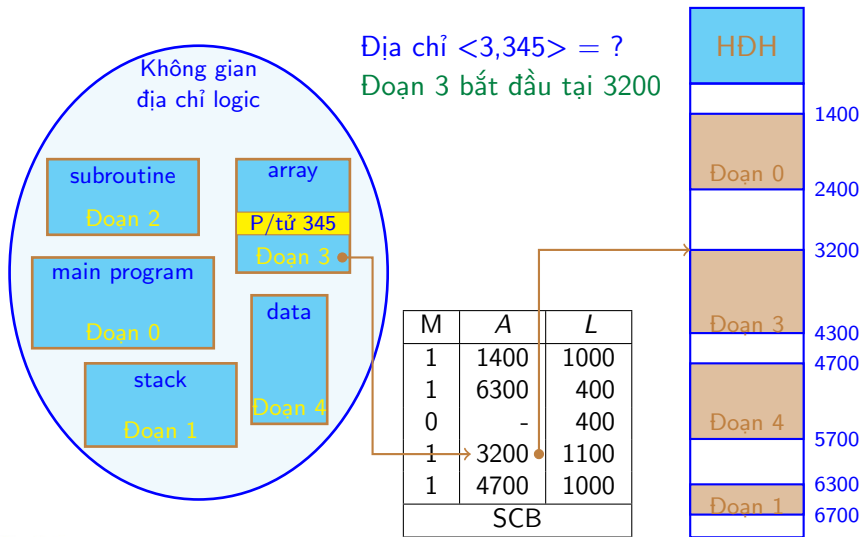 Địa chỉ <3,345> = ?
Đoạn 3 bắt đầu tại 3200
Không gian
địa chỉ logic
subroutine
Đoạn 2
array
P/tử 345
Đoạn 3
main program
Đoạn 0
data
Đoạn 4
stack
Đoạn 1
M A L
1 1400 1000
1 6300 400
0 - 400
1 3200 1100
1 4700 1000
SCB
HĐH
1400
Đoạn 0
2400
3200
Đoạn 3
4300
4700
Đoạn 4
5700
6300
Đoạn 1
6700